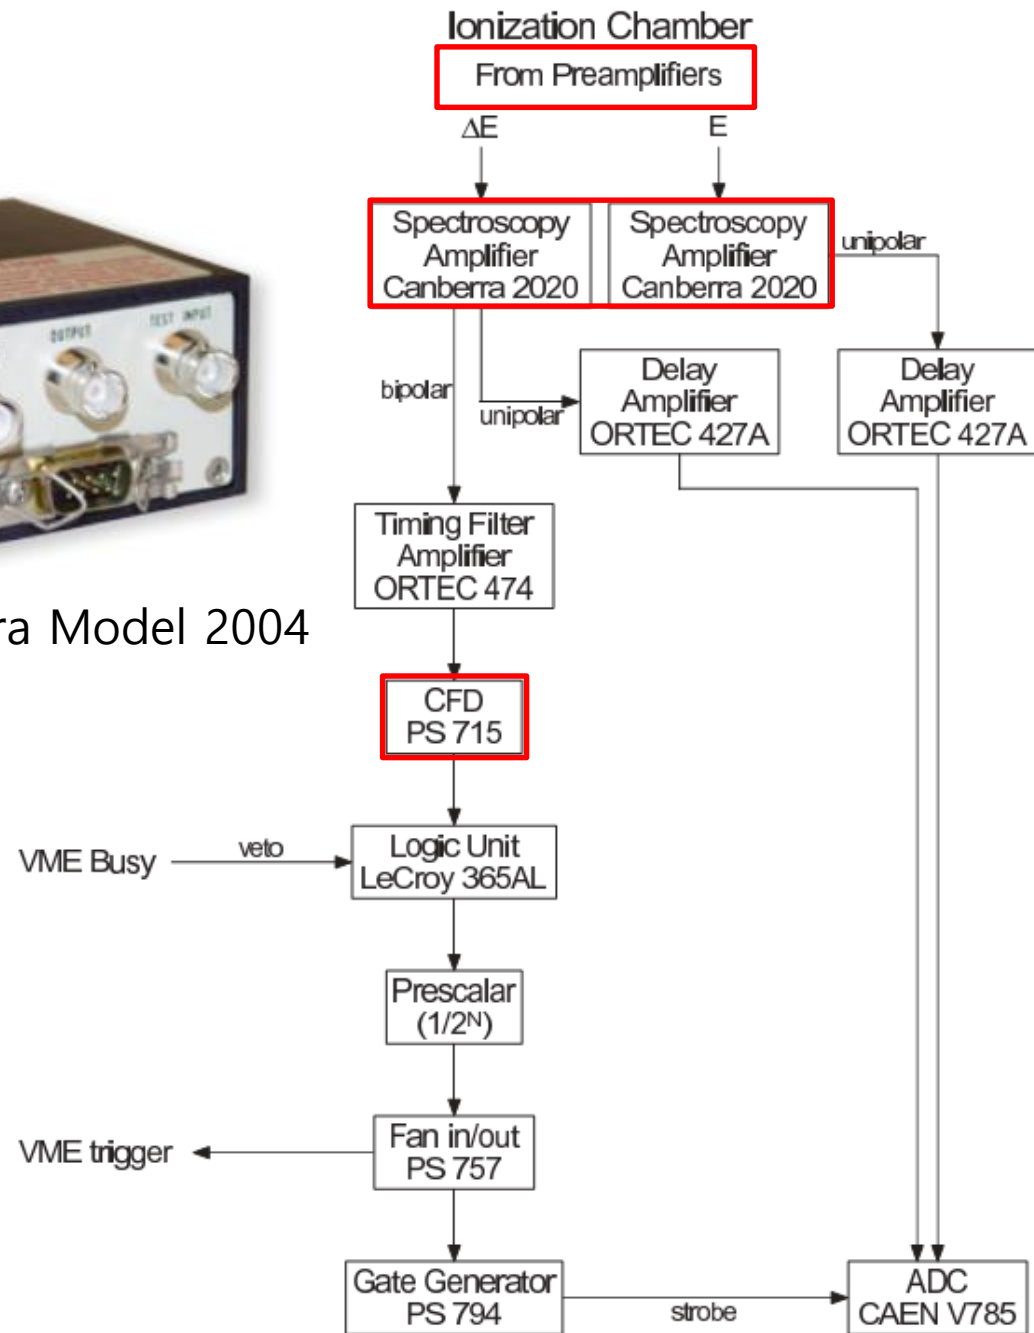 Ionization Chamber
From Preamplifiers
ΔE
E
Spectroscopy
Amplifier
Canberra 2020
Spectroscopy
Amplifier
Canberra 2020
unipolar
OUTPUT
TEST INPUT
bipolar
unipolar
Delay
Amplifier
ORTEC 427A
Delay
Amplifier
ORTEC 427A
Timing Filter
Amplifier
ORTEC 474
ra Model 2004
CFD
PS 715
VME Busy
veto
Logic Unit
LeCroy 365AL
Prescalar
(1/2ᴺ)
VME trigger
Fan in/out
PS 757
Gate Generator
PS 794
strobe
ADC
CAEN V785